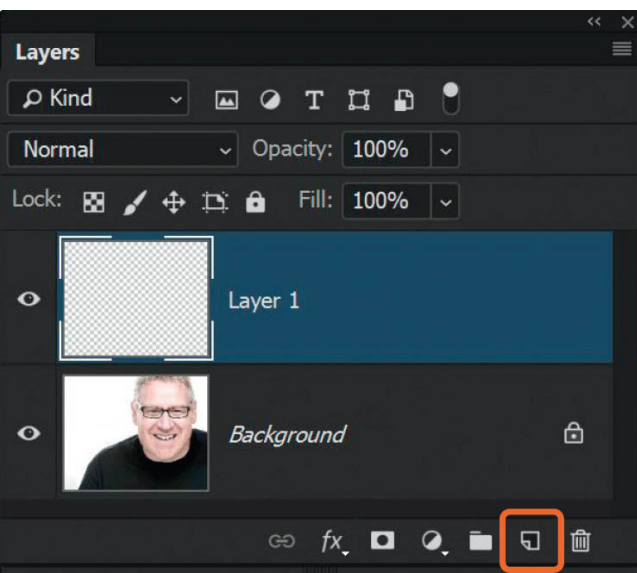 Layers
Kind T
Normal Opacity: 100%
Lock: Fill: 100%
Layer 1
Background
fx